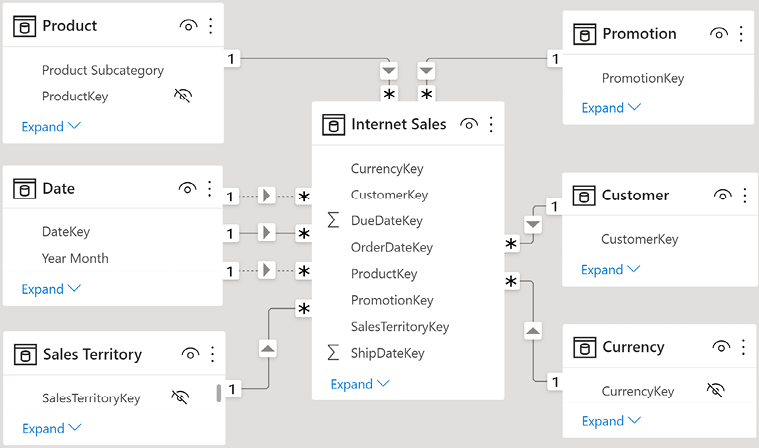 Product
Product Subcategory
ProductKey
Expand
Promotion
PromotionKey
Expand
1
1
*
*
Internet Sales
CurrencyKey
CustomerKey
DueDateKey
OrderDateKey
ProductKey
PromotionKey
SalesTerritoryKey
ShipDateKey
Expand
Date
DateKey
Year Month
Expand
1
*
1
*
1
*
Customer
CustomerKey
Expand
1
*
Sales Territory
SalesTerritoryKey
Expand
1
*
Currency
CurrencyKey
Expand
1
*